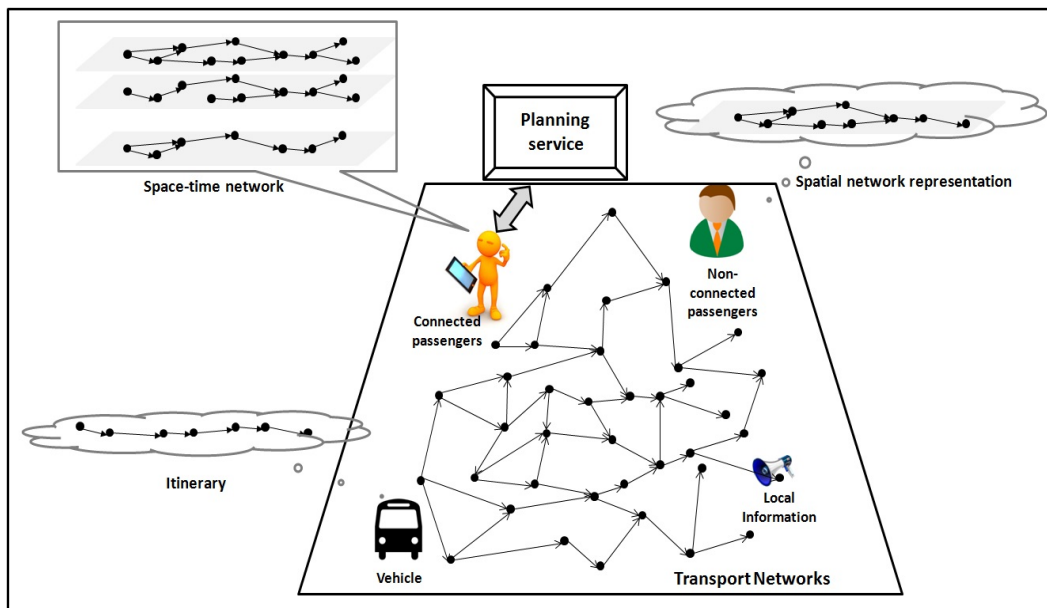 Planning
service
Space-time network
Spatial network representation
Connected
passengers
Non-
connected
passengers
Itinerary
Local
Information
Vehicle
Transport Networks